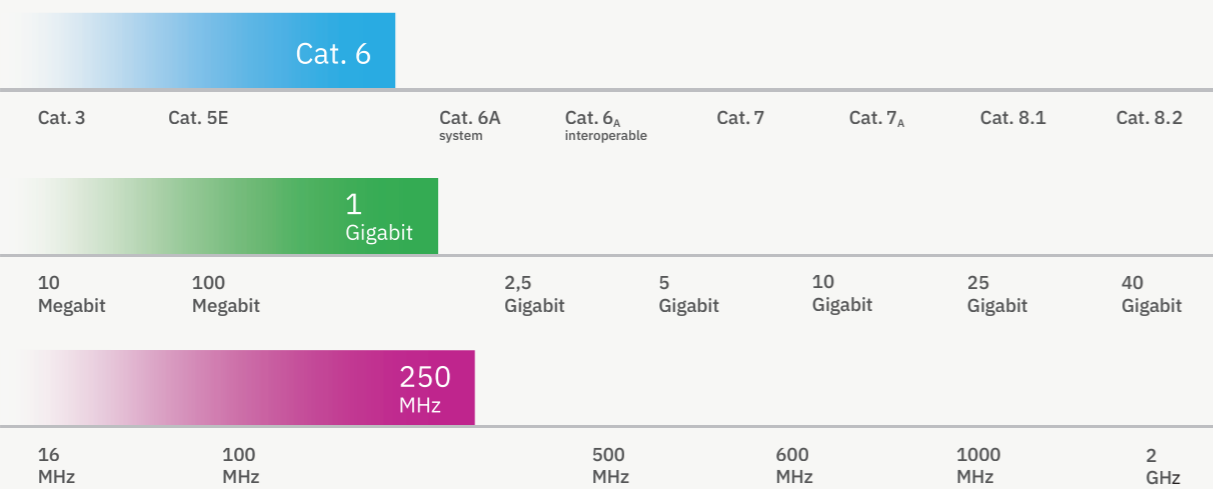 Cat. 6
Cat. 3 Cat. 5E Cat. 6A Cat. 6A Cat. 7 Cat. 7A Cat. 8.1 Cat. 8.2
system interoperable
1
Gigabit
10 100 2,5 5 10 25 40
Megabit Megabit Gigabit Gigabit Gigabit Gigabit Gigabit
250
MHz
16 100 500 600 1000 2
MHz MHz MHz MHz MHz GHz